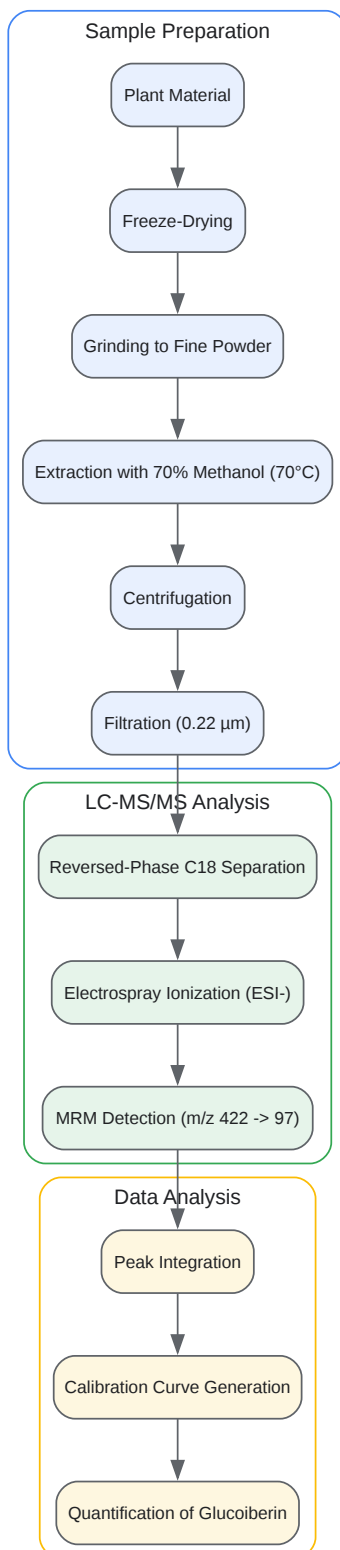 Sample Preparation
Plant Material
Freeze-Drying
Grinding to Fine Powder
Extraction with 70% Methanol (70°C)
Centrifugation
Filtration (0.22 µm)
LC-MS/MS Analysis
Reversed-Phase C18 Separation
Electrospray Ionization (ESI-)
MRM Detection (m/z 422 -> 97)
Data Analysis
Peak Integration
Calibration Curve Generation
Quantification of Glucoiberin